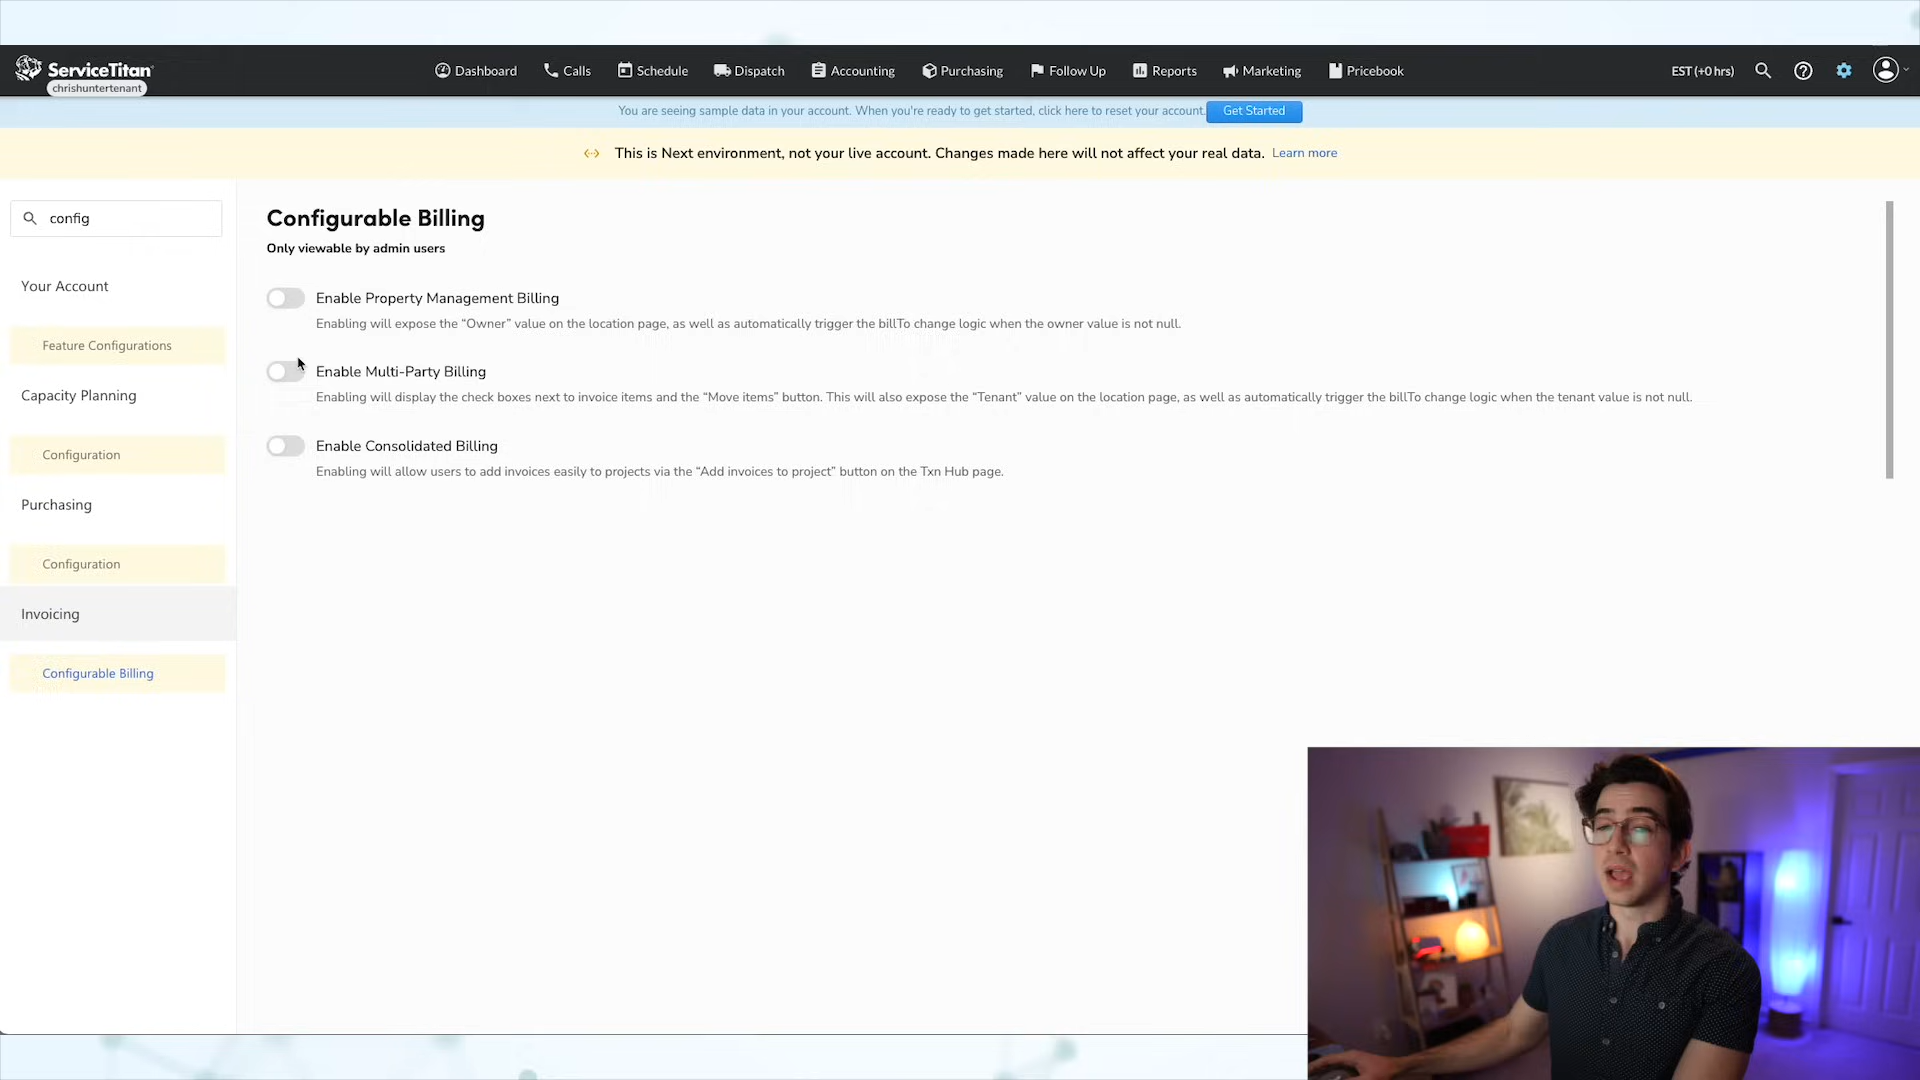 ServiceTitan
chrishuntertenant
Dashboard
Calls
Schedule
Dispatch
Accounting
Purchasing
Follow Up
Reports
Marketing
Pricebook
EST (+0 hrs)
You are seeing sample data in your account. When you're ready to get started, click here to reset your account.
Get Started
This is Next environment, not your live account. Changes made here will not affect your real data. Learn more
config
Your Account
Feature Configurations
Capacity Planning
Configuration
Purchasing
Configuration
Invoicing
Configurable Billing
Configurable Billing
Only viewable by admin users
Enable Property Management Billing
Enabling will expose the “Owner” value on the location page, as well as automatically trigger the billTo change logic when the owner value is not null.
Enable Multi-Party Billing
Enabling will display the check boxes next to invoice items and the “Move items” button. This will also expose the “Tenant” value on the location page, as well as automatically trigger the billTo change logic when the tenant value is not null.
Enable Consolidated Billing
Enabling will allow users to add invoices easily to projects via the “Add invoices to project” button on the Txn Hub page.